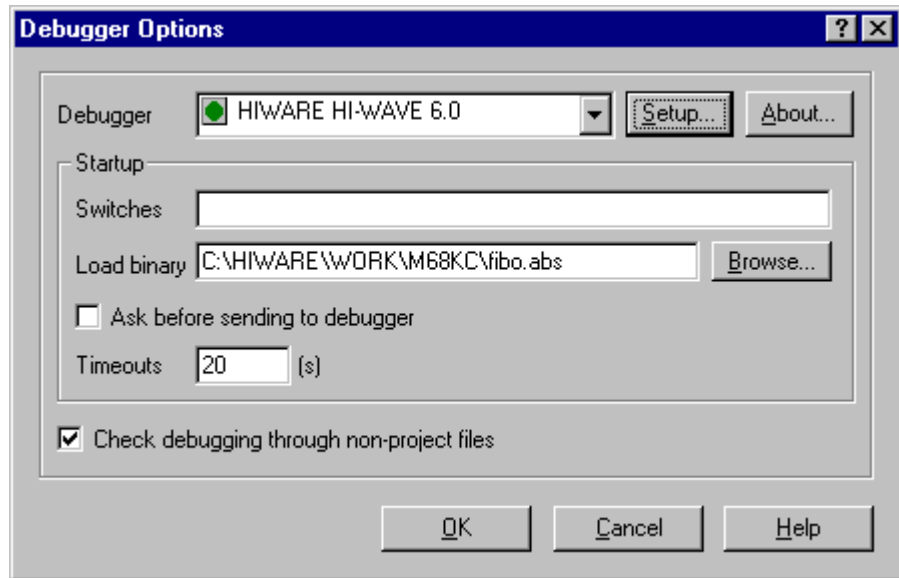 Debugger Options
Debugger HIWARE HI-WAVE 6.0 Setup... About...
Startup
Switches
Load binary C:\HIWARE\WORK\M68KC\fibo.abs Browse...
Ask before sending to debugger
Timeouts 20 (s)
Check debugging through non-project files
OK Cancel Help